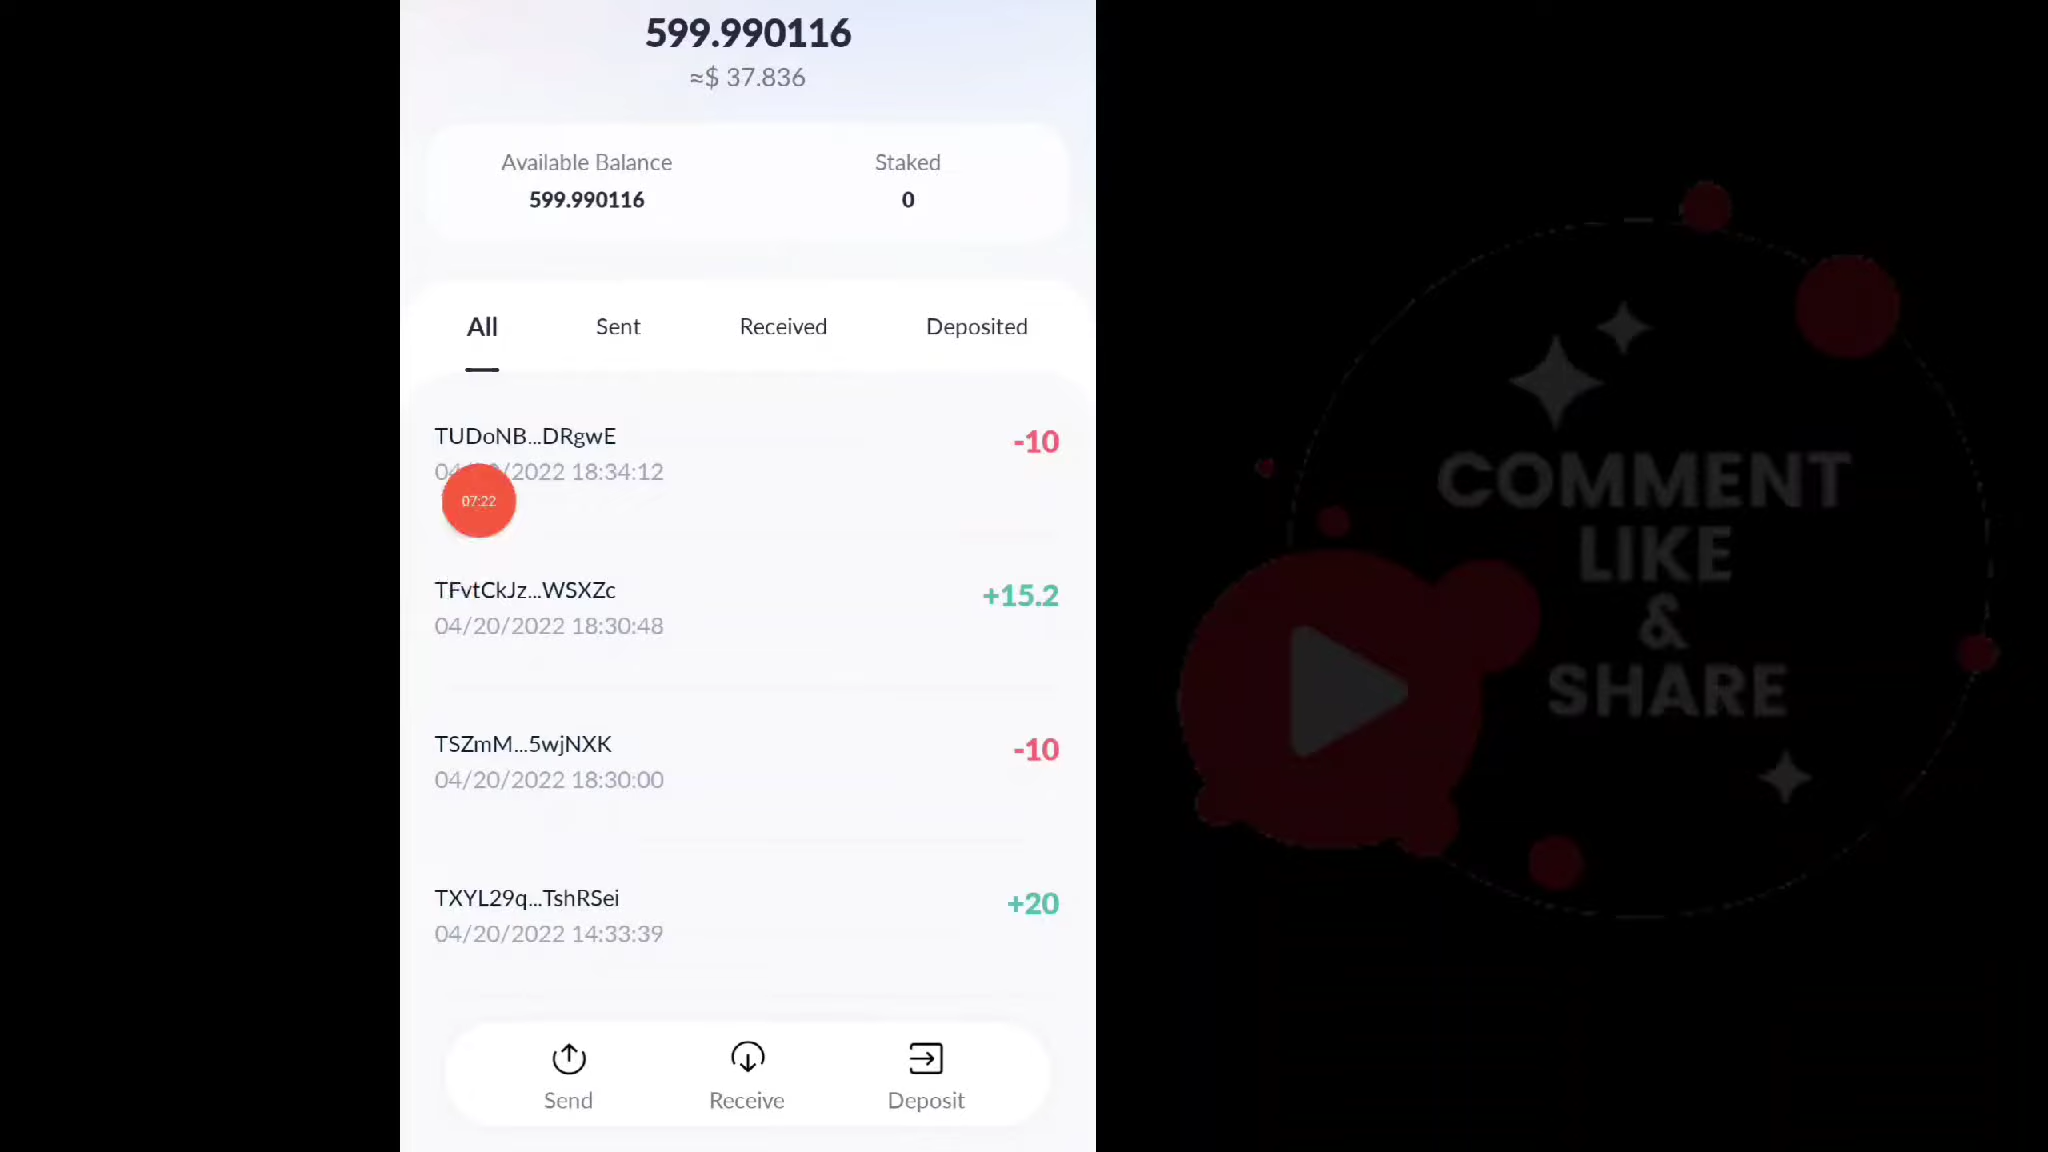 599.990116
≈$ 37.836
Available Balance
599.990116
Staked
0
All
Sent
Received
Deposited
TUDoNB...DRgwE
-10
/2022 18:34:12
07:22
TFvtCkJz...WSXZc
+15.2
04/20/2022 18:30:48
TSZmM...5wjNXK
-10
04/20/2022 18:30:00
TXYL29q...TshRSei
+20
04/20/2022 14:33:39
Send
Receive
Deposit
COMMENT
LIKE
&
SHARE